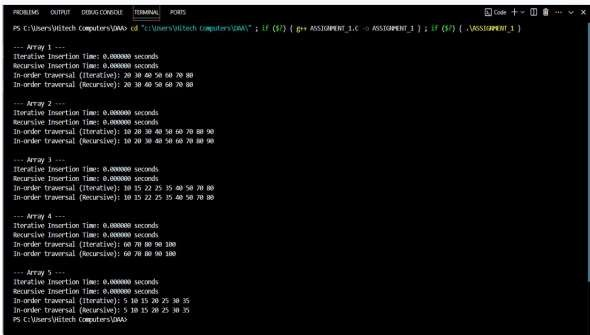 PROBLEMS OUTPUT DEBUG CONSOLE TERMINAL PORTS Code
PS C:\Users\Hitech Computers\DAA> cd "c:\Users\Hitech Computers\DAA\" ; if ($?) { g++ ASSIGNMENT_1.C -o ASSIGNMENT_1 } ; if ($?) { .\ASSIGNMENT_1 }
--- Array 1 ---
Iterative Insertion Time: 0.000000 seconds
Recursive Insertion Time: 0.000000 seconds
In-order traversal (Iterative): 20 30 40 50 60 70 80
In-order traversal (Recursive): 20 30 40 50 60 70 80
--- Array 2 ---
Iterative Insertion Time: 0.000000 seconds
Recursive Insertion Time: 0.000000 seconds
In-order traversal (Iterative): 10 20 30 40 50 60 70 80 90
In-order traversal (Recursive): 10 20 30 40 50 60 70 80 90
--- Array 3 ---
Iterative Insertion Time: 0.000000 seconds
Recursive Insertion Time: 0.000000 seconds
In-order traversal (Iterative): 10 15 22 25 35 40 50 70 80
In-order traversal (Recursive): 10 15 22 25 35 40 50 70 80
--- Array 4 ---
Iterative Insertion Time: 0.000000 seconds
Recursive Insertion Time: 0.000000 seconds
In-order traversal (Iterative): 60 70 80 90 100
In-order traversal (Recursive): 60 70 80 90 100
--- Array 5 ---
Iterative Insertion Time: 0.000000 seconds
Recursive Insertion Time: 0.000000 seconds
In-order traversal (Iterative): 5 10 15 20 25 30 35
In-order traversal (Recursive): 5 10 15 20 25 30 35
PS C:\Users\Hitech Computers\DAA>